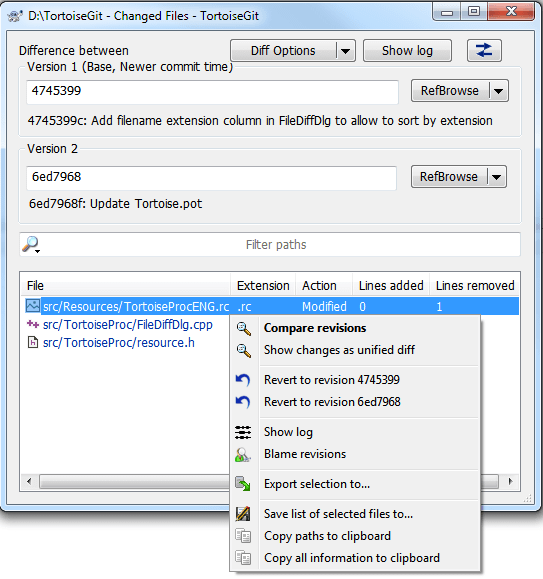 D:\TortoiseGit - Changed Files - TortoiseGit
Difference between
Diff Options
Show log
Version 1 (Base, Newer commit time)
4745399
RefBrowse
4745399c: Add filename extension column in FileDiffDlg to allow to sort by extension
Version 2
6ed7968
RefBrowse
6ed7968f: Update Tortoise.pot
Filter paths
File Extension Action Lines added Lines removed
src/Resources/TortoiseProcENG.rc .rc Modified 0 1
src/TortoiseProc/FileDiffDlg.cpp
src/TortoiseProc/resource.h
Compare revisions
Show changes as unified diff
Revert to revision 4745399
Revert to revision 6ed7968
Show log
Blame revisions
Export selection to...
Save list of selected files to...
Copy paths to clipboard
Copy all information to clipboard